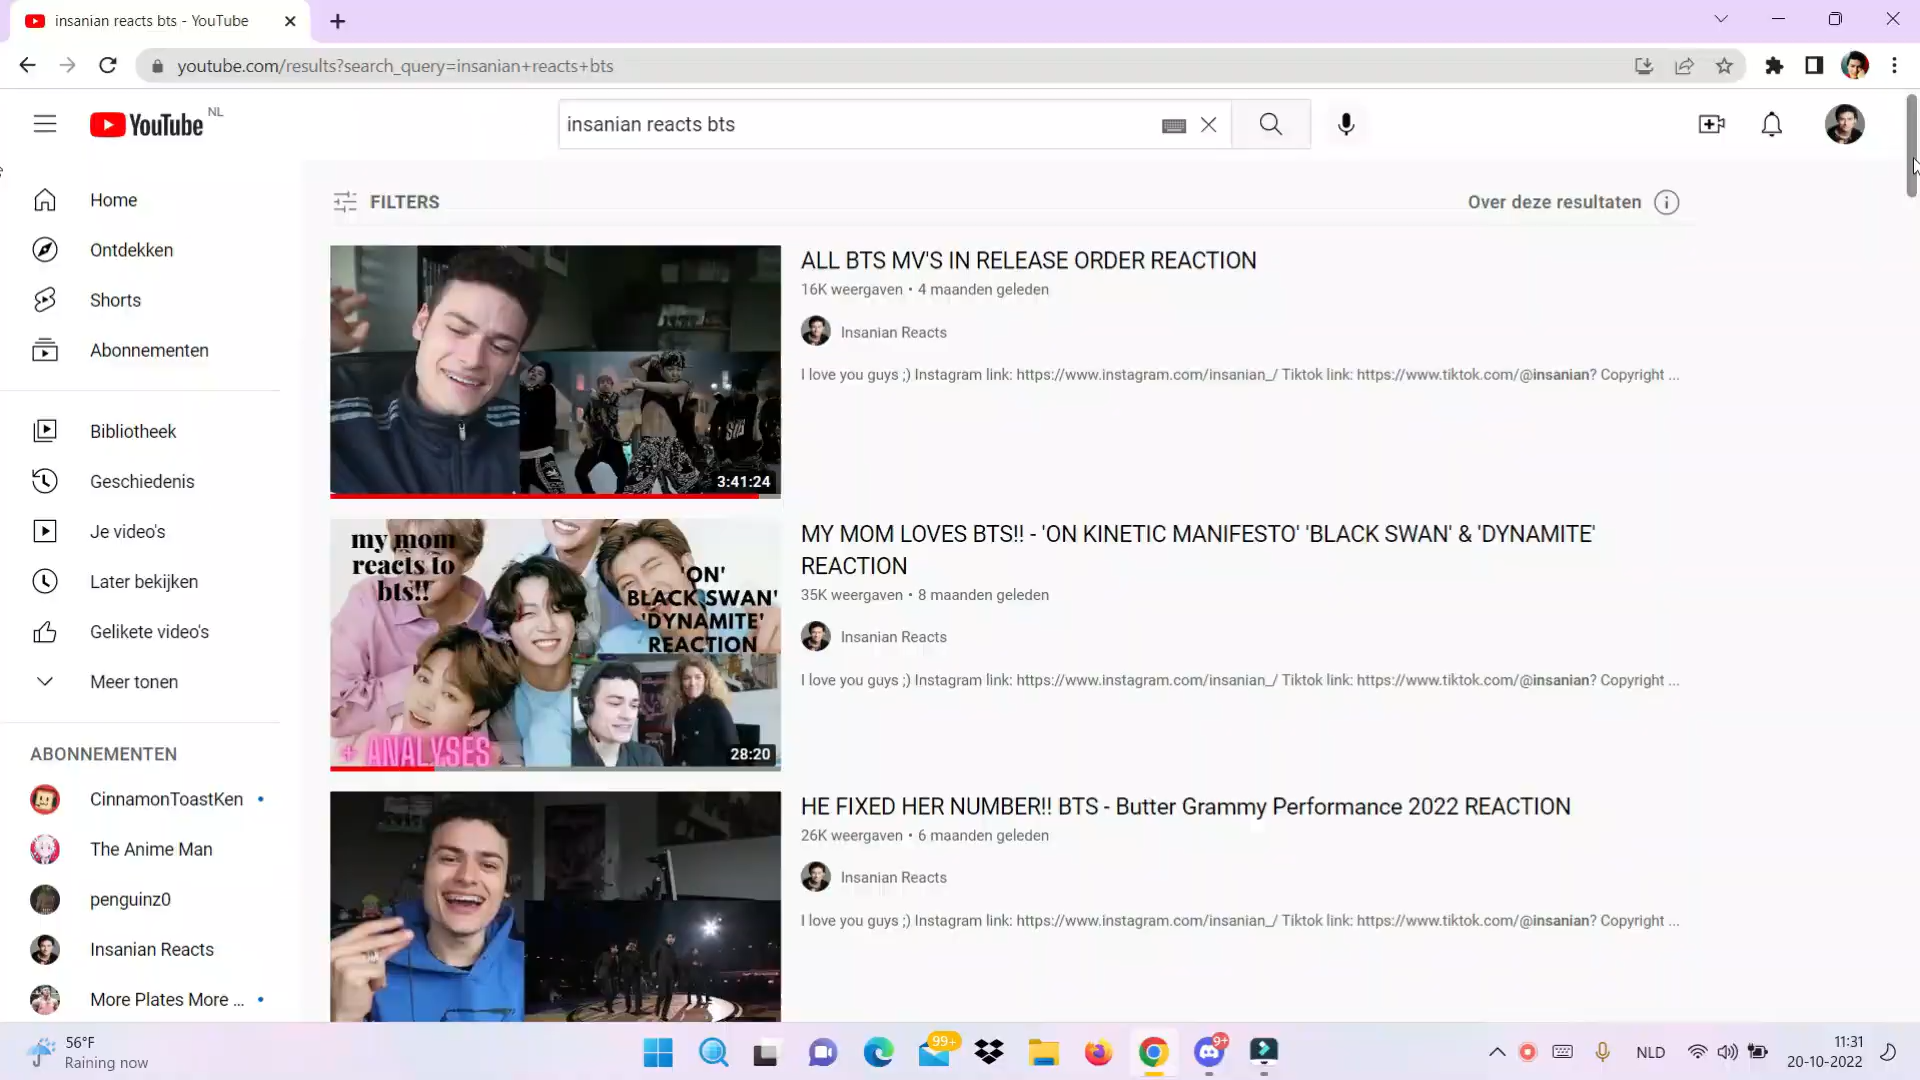 insanian reacts bts - YouTube
youtube.com/results?search_query=insanian+reacts+bts
YouTube NL
insanian reacts bts
Home
Ontdekken
Shorts
Abonnementen
Bibliotheek
Geschiedenis
Je video's
Later bekijken
Gelikete video's
Meer tonen
ABONNEMENTEN
CinnamonToastKen
The Anime Man
penguinz0
Insanian Reacts
More Plates More ...
FILTERS
Over deze resultaten
3:41:24
ALL BTS MV'S IN RELEASE ORDER REACTION
16K weergaven • 4 maanden geleden
Insanian Reacts
I love you guys ;) Instagram link: https://www.instagram.com/insanian_/ Tiktok link: https://www.tiktok.com/@insanian? Copyright ...
my mom
reacts to
bts!!
'ON'
BLACK SWAN'
'DYNAMITE'
REACTION
+ ANALYSES
28:20
MY MOM LOVES BTS!! - 'ON KINETIC MANIFESTO' 'BLACK SWAN' & 'DYNAMITE'
REACTION
35K weergaven • 8 maanden geleden
Insanian Reacts
I love you guys ;) Instagram link: https://www.instagram.com/insanian_/ Tiktok link: https://www.tiktok.com/@insanian? Copyright ...
HE FIXED HER NUMBER!! BTS - Butter Grammy Performance 2022 REACTION
26K weergaven • 6 maanden geleden
Insanian Reacts
I love you guys ;) Instagram link: https://www.instagram.com/insanian_/ Tiktok link: https://www.tiktok.com/@insanian? Copyright ...
56°F
Raining now
99+
9+
NLD
11:31
20-10-2022